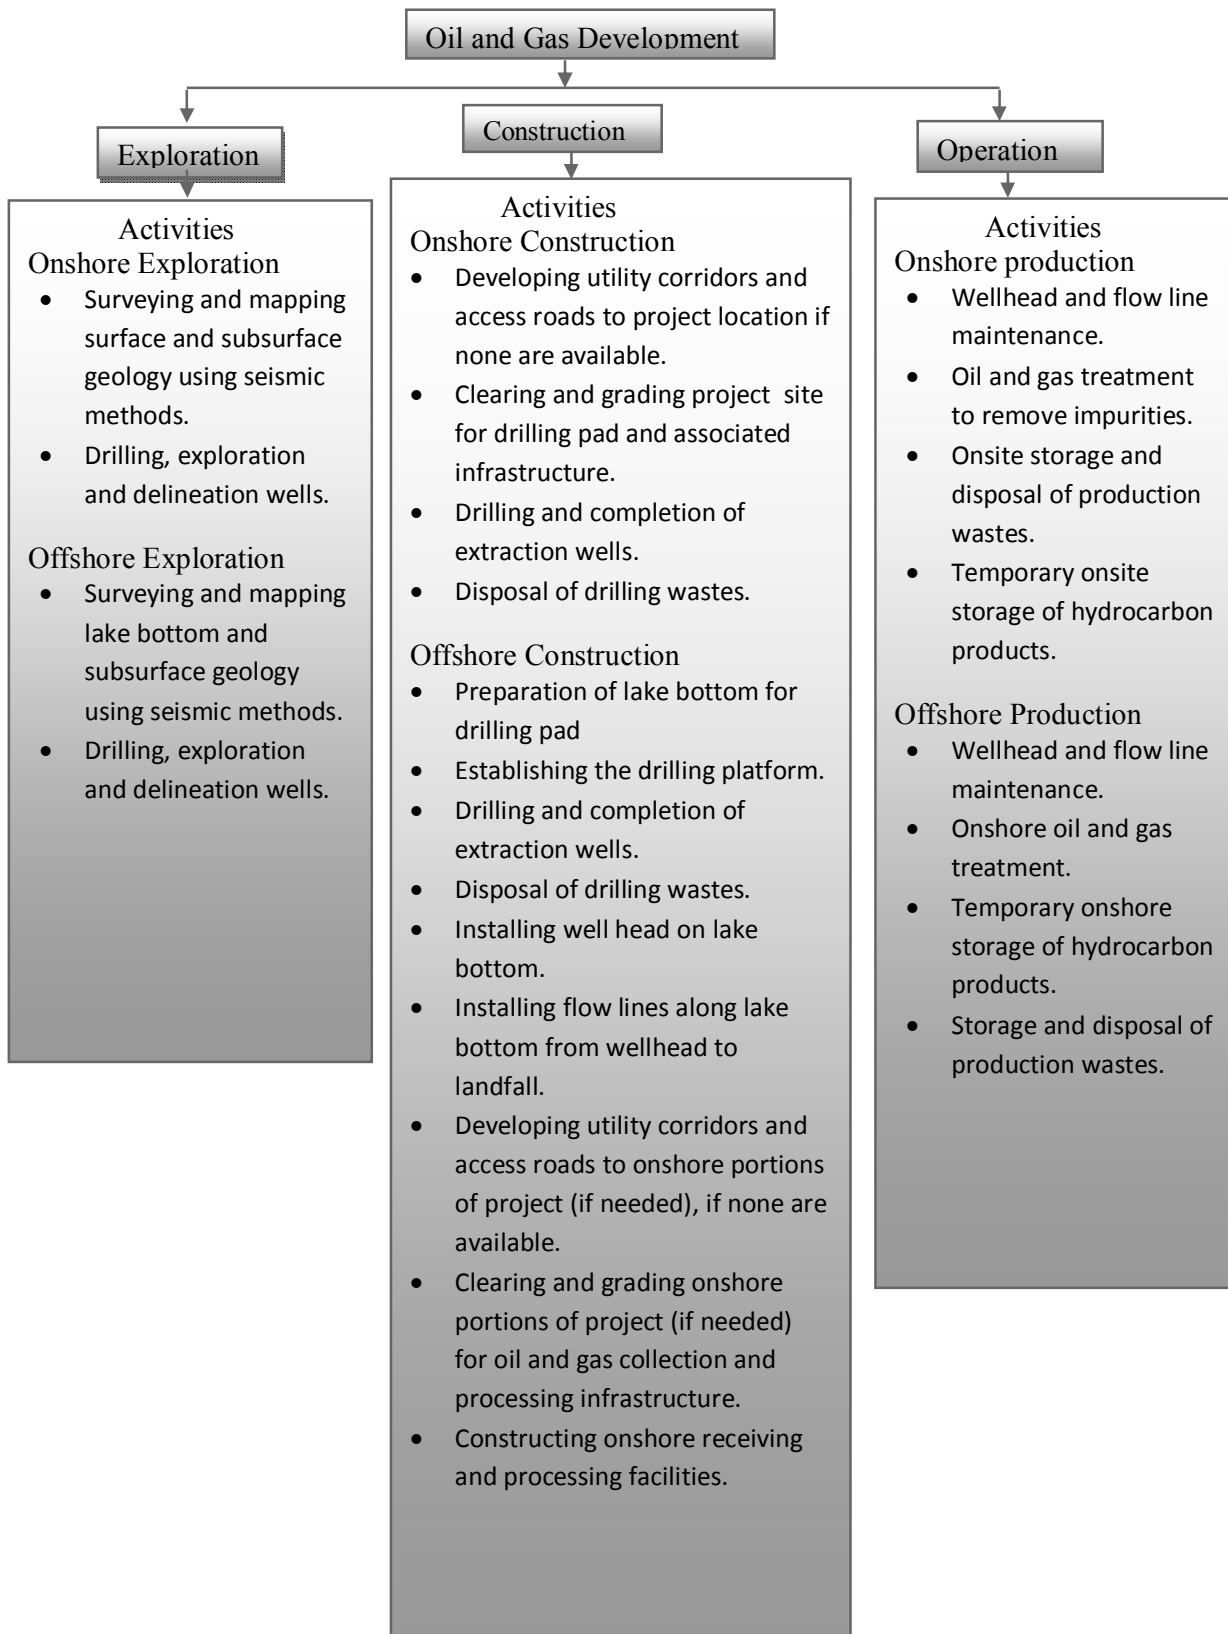 Oil and Gas Development
Exploration
Construction
Operation
Activities
Onshore Exploration
• Surveying and mapping
surface and subsurface
geology using seismic
methods.
• Drilling, exploration
and delineation wells.
Offshore Exploration
• Surveying and mapping
lake bottom and
subsurface geology
using seismic methods.
• Drilling, exploration
and delineation wells.
Activities
Onshore Construction
• Developing utility corridors and
access roads to project location if
none are available.
• Clearing and grading project site
for drilling pad and associated
infrastructure.
• Drilling and completion of
extraction wells.
• Disposal of drilling wastes.
Offshore Construction
• Preparation of lake bottom for
drilling pad
• Establishing the drilling platform.
• Drilling and completion of
extraction wells.
• Disposal of drilling wastes.
• Installing well head on lake
bottom.
• Installing flow lines along lake
bottom from wellhead to
landfall.
• Developing utility corridors and
access roads to onshore portions
of project (if needed), if none are
available.
• Clearing and grading onshore
portions of project (if needed)
for oil and gas collection and
processing infrastructure.
• Constructing onshore receiving
and processing facilities.
Activities
Onshore production
• Wellhead and flow line
maintenance.
• Oil and gas treatment
to remove impurities.
• Onsite storage and
disposal of production
wastes.
• Temporary onsite
storage of hydrocarbon
products.
Offshore Production
• Wellhead and flow line
maintenance.
• Onshore oil and gas
treatment.
• Temporary onshore
storage of hydrocarbon
products.
• Storage and disposal of
production wastes.